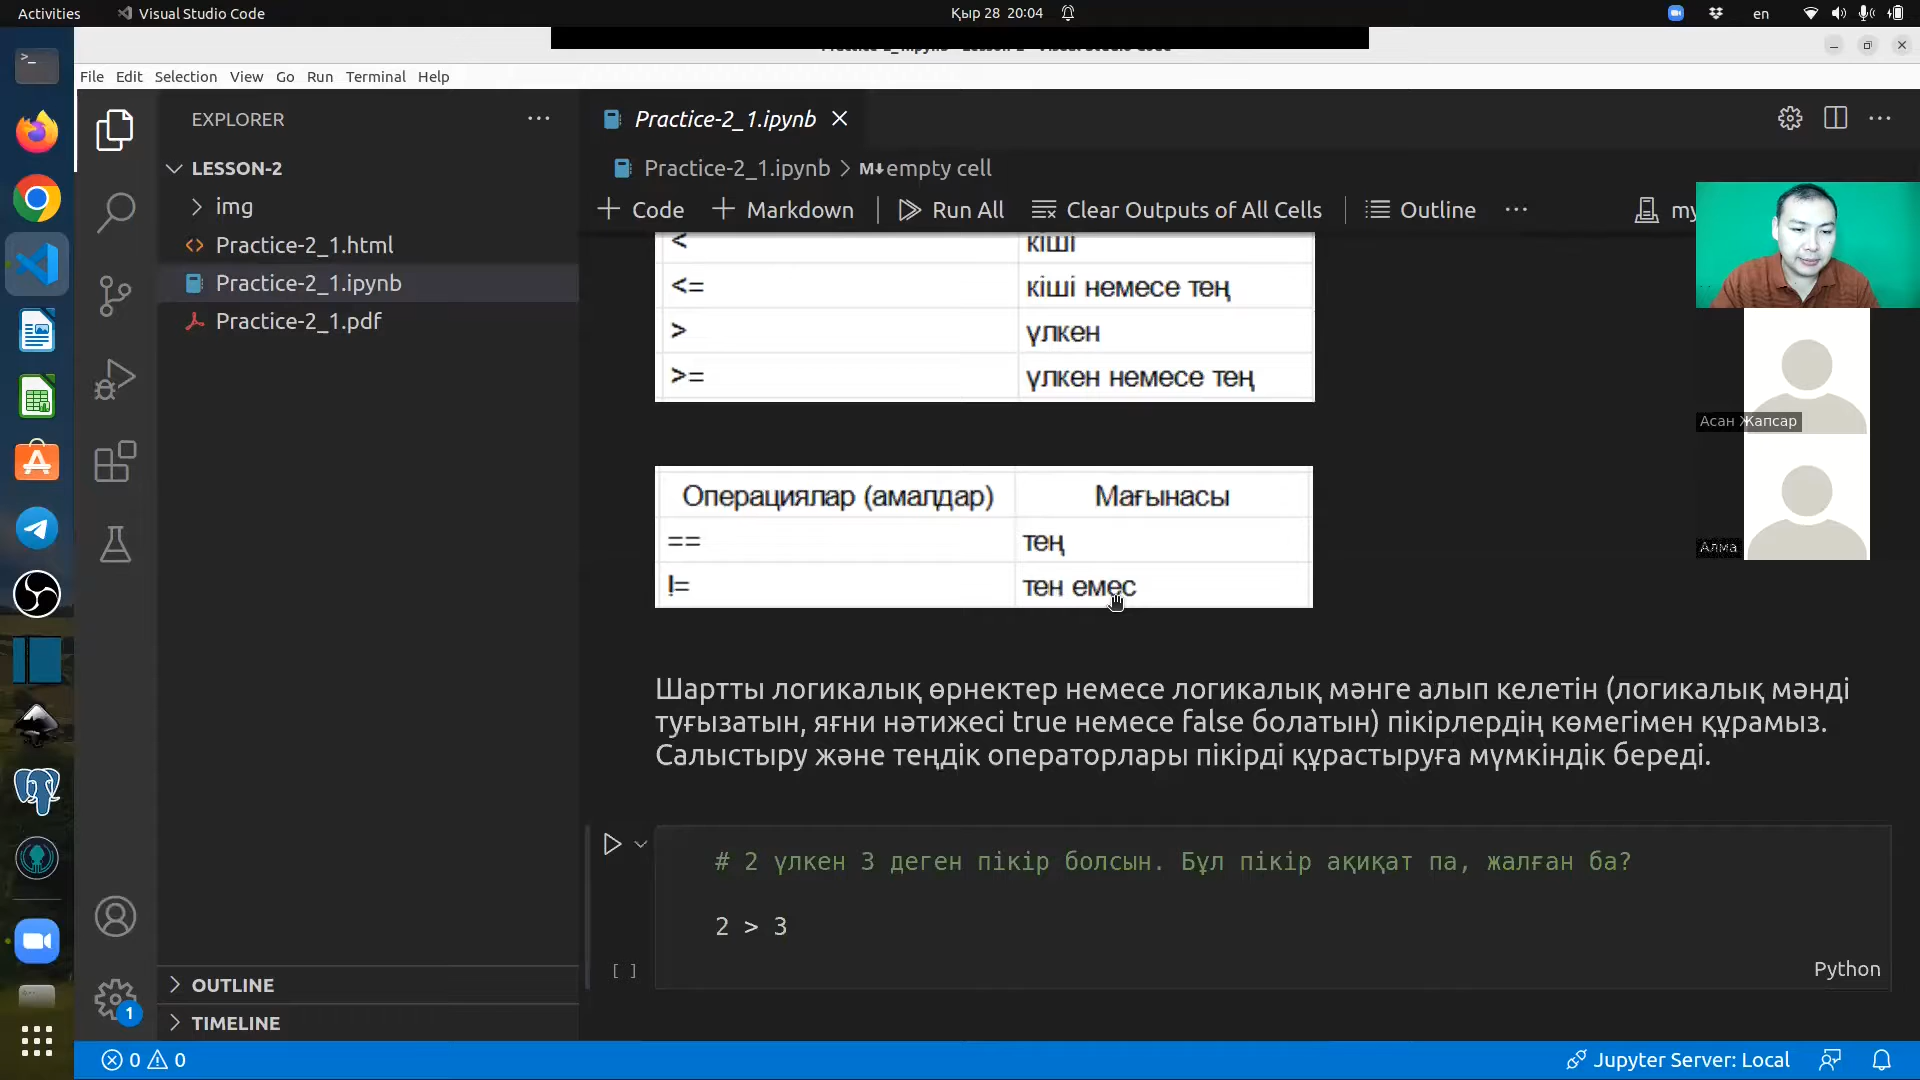 Activities
Visual Studio Code
Қыр 28 20:04
en
File Edit Selection View Go Run Terminal Help
EXPLORER
LESSON-2
img
Practice-2_1.html
Practice-2_1.ipynb
Practice-2_1.pdf
OUTLINE
TIMELINE
Practice-2_1.ipynb
Practice-2_1.ipynb > M↓ empty cell
+ Code + Markdown Run All Clear Outputs of All Cells Outline ...
my
< кіші
<= кіші немесе тең
> үлкен
>= үлкен немесе тең
Операциялар (амалдар) Мағынасы
== тең
!= тен емес
Шартты логикалық өрнектер немесе логикалық мәнге алып келетін (логикалық мәнді
туғызатын, яғни нәтижесі true немесе false болатын) пікірлердің көмегімен құрамыз.
Салыстыру және теңдік операторлары пікірді құрастыруға мүмкіндік береді.
# 2 үлкен 3 деген пікір болсын. Бұл пікір ақиқат па, жалған ба?
2 > 3
[ ]
Python
Асан Жапсар
Алма
1
0 0
Jupyter Server: Local